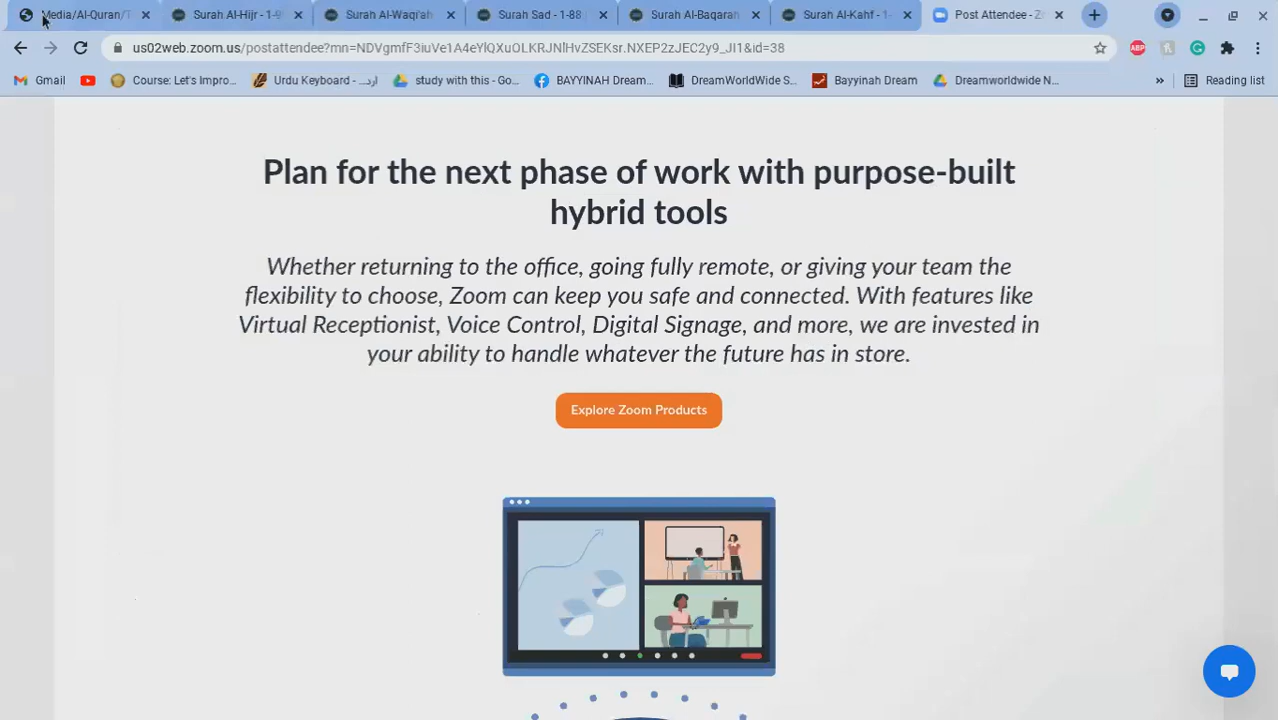 Media/Al-Quran/T
Surah Al-Hijr - 1-9
Surah Al-Waqi'ah
Surah Sad - 1-88
Surah Al-Baqarah
Surah Al-Kahf - 1-
Post Attendee - Zo
us02web.zoom.us/postattendee?mn=NDVgmfF3iuVe1A4eYlQXuOLKRJNlHvZSEKsr.NXEP2zJEC2y9_JI1&id=38
ABP
Gmail
Course: Let's Impro...
Urdu Keyboard - اردو...
study with this - Go...
BAYYINAH Dream...
DreamWorldWide S...
Bayyinah Dream
Dreamworldwide N...
»
Reading list
Plan for the next phase of work with purpose-built
hybrid tools
Whether returning to the office, going fully remote, or giving your team the
flexibility to choose, Zoom can keep you safe and connected. With features like
Virtual Receptionist, Voice Control, Digital Signage, and more, we are invested in
your ability to handle whatever the future has in store.
Explore Zoom Products